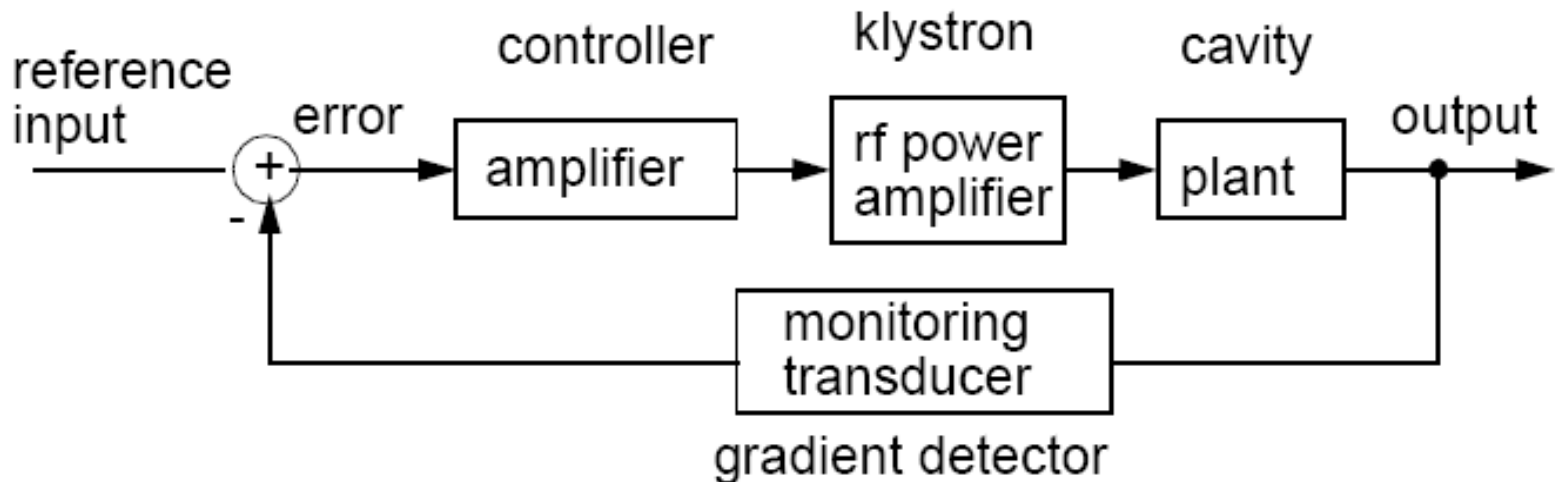 controller
klystron
cavity
reference
input
error
output
+
-
amplifier
rf power
amplifier
plant
monitoring
transducer
gradient detector